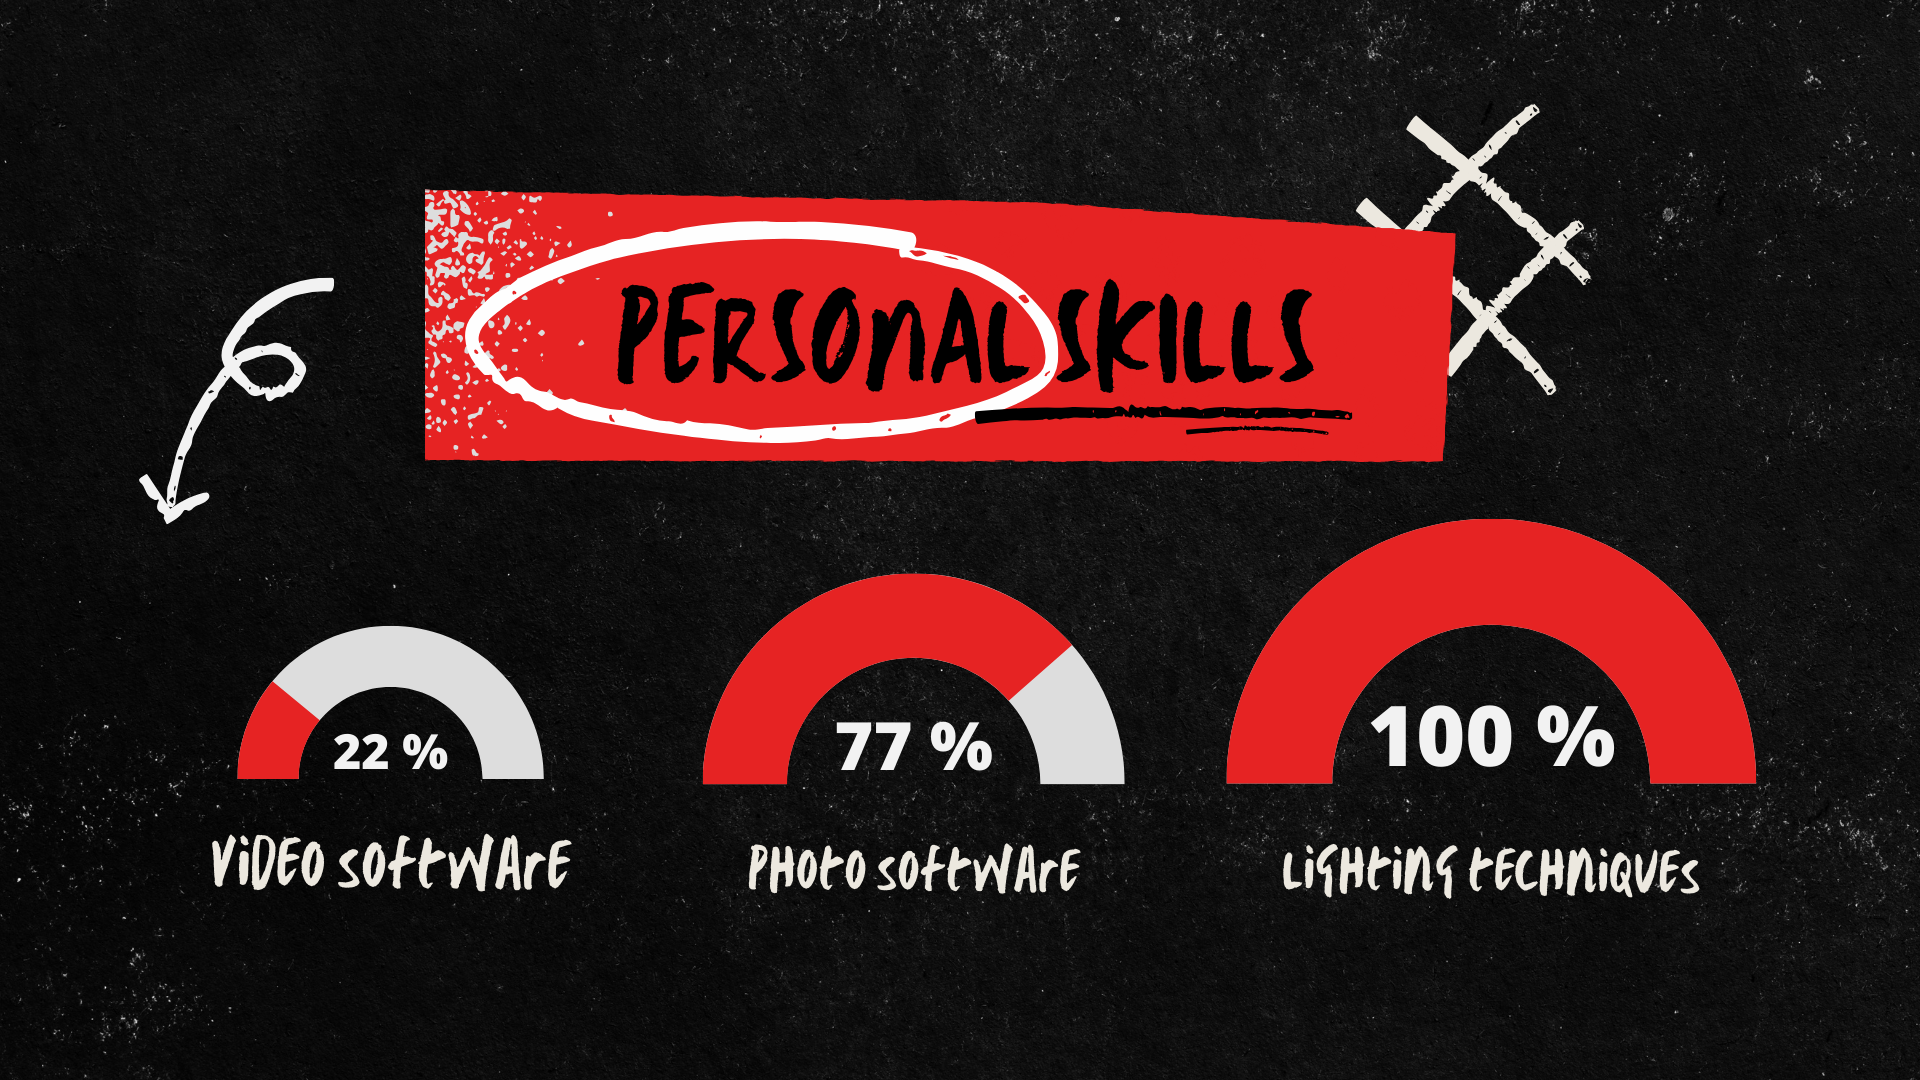 PERSONAL SKILLS
22 %
77 %
100 %
ViDEO softwArE
PHoto softwArE
LiGHtinG tECHniQUEs